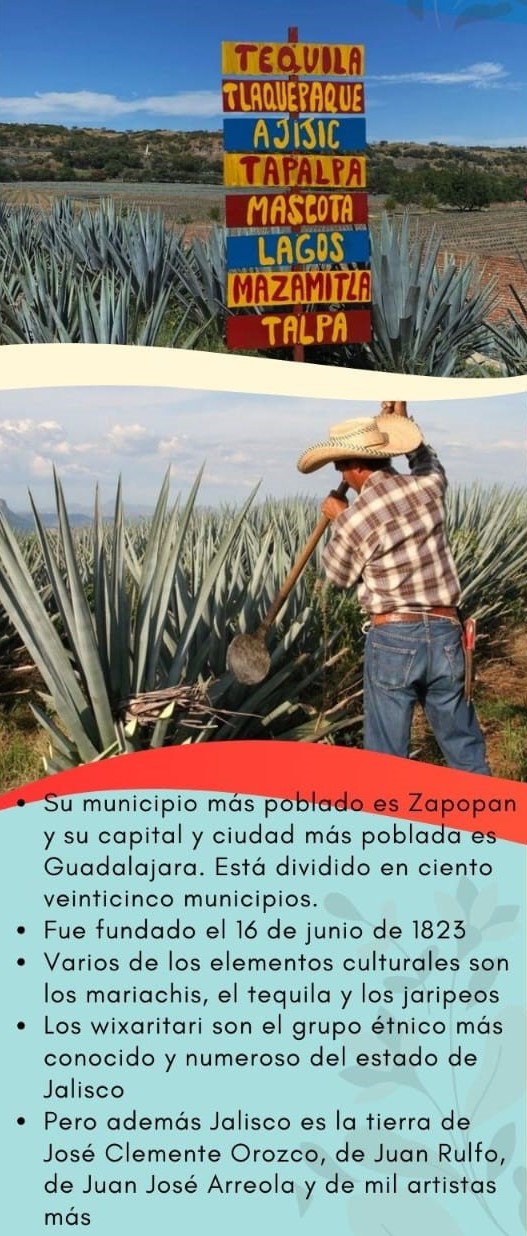 TEQUILA
TLAQUEPAQUE
AJIJIC
TAPALPA
MASCOTA
LAGOS
MAZAMITLA
TALPA
• Su municipio más poblado es Zapopan
y su capital y ciudad más poblada es
Guadalajara. Está dividido en ciento
veinticinco municipios.
• Fue fundado el 16 de junio de 1823
• Varios de los elementos culturales son
los mariachis, el tequila y los jaripeos
• Los wixaritari son el grupo étnico más
conocido y numeroso del estado de
Jalisco
• Pero además Jalisco es la tierra de
José Clemente Orozco, de Juan Rulfo,
de Juan José Arreola y de mil artistas
más